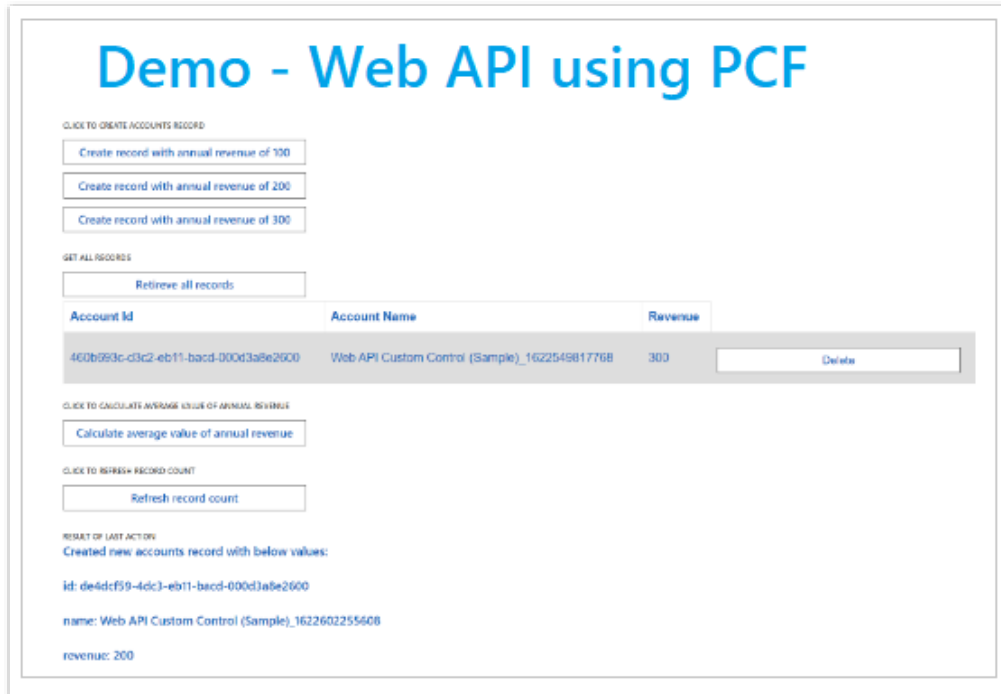 Demo - Web API using PCF
CLICK TO CREATE ACCOUNTS RECORD
Create record with annual revenue of 100
Create record with annual revenue of 200
Create record with annual revenue of 300
GET ALL RECORDS
Retireve all records
Account Id Account Name Revenue
460b693c-d3c2-eb11-bacd-000d3a8e2600 Web API Custom Control (Sample)_1622549817768 300 Delete
CLICK TO CALCULATE AVERAGE VALUE OF ANNUAL REVENUE
Calculate average value of annual revenue
CLICK TO REFRESH RECORD COUNT
Refresh record count
RESULT OF LAST ACTION
Created new accounts record with below values:
id: de4dcf59-4dc3-eb11-bacd-000d3a8e2600
name: Web API Custom Control (Sample)_1622602255608
revenue: 200